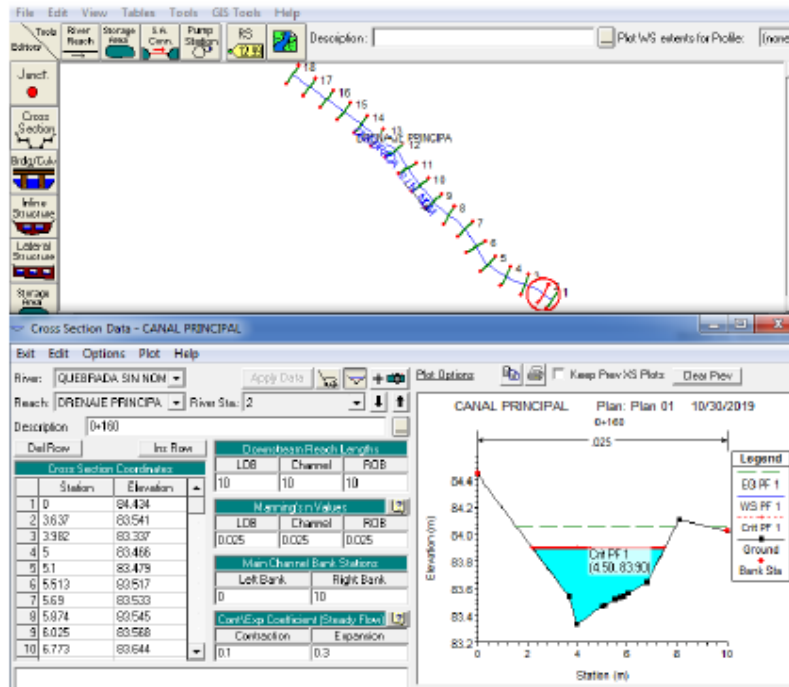 File Edit View Tables Tools GIS Tools Help
Tools
Editors
River Reach
Storage Area
S.A. Conn.
Pump Station
RS
Description :
Plot WS extents for Profile:
(none
Junct.
Cross Section
Brdg/Culv
Inline Structure
Lateral Structure
Storage Area
18
17
16
15
14
13
DRENAJE PRINCIPA
12
11
10
9
8
7
6
5
4
3
1
Cross Section Data - CANAL PRINCIPAL
Exit Edit Options Plot Help
River: QUEBRADA SIN NOM
Apply Data
Plot Options
Keep Prev XS Plots
Clear Prev
Reach: DRENAJE PRINCIPA River Sta.: 2
Description 0+160
Del Row Ins Row
Cross Section Coordinates
Station Elevation
1 0 84.434
2 3.637 83.541
3 3.982 83.337
4 5 83.466
5 5.1 83.479
6 5.513 83.517
7 5.69 83.533
8 5.874 83.545
9 6.025 83.568
10 6.773 83.644
Downstream Reach Lengths
LOB Channel ROB
10 10 10
Manning's n Values
LOB Channel ROB
0.025 0.025 0.025
Main Channel Bank Stations
Left Bank Right Bank
0 10
Cont\Exp Coefficient (Steady Flow)
Contraction Expansion
0.1 0.3
CANAL PRINCIPAL Plan: Plan 01 10/30/2019
0+160
.025
Elevation (m)
84.4
84.2
84.0
83.8
83.6
83.4
83.2
Crit PF 1
(4.50, 83.90)
0 2 4 6 8 10
Station (m)
Legend
EG PF 1
WS PF 1
Crit PF 1
Ground
Bank Sta